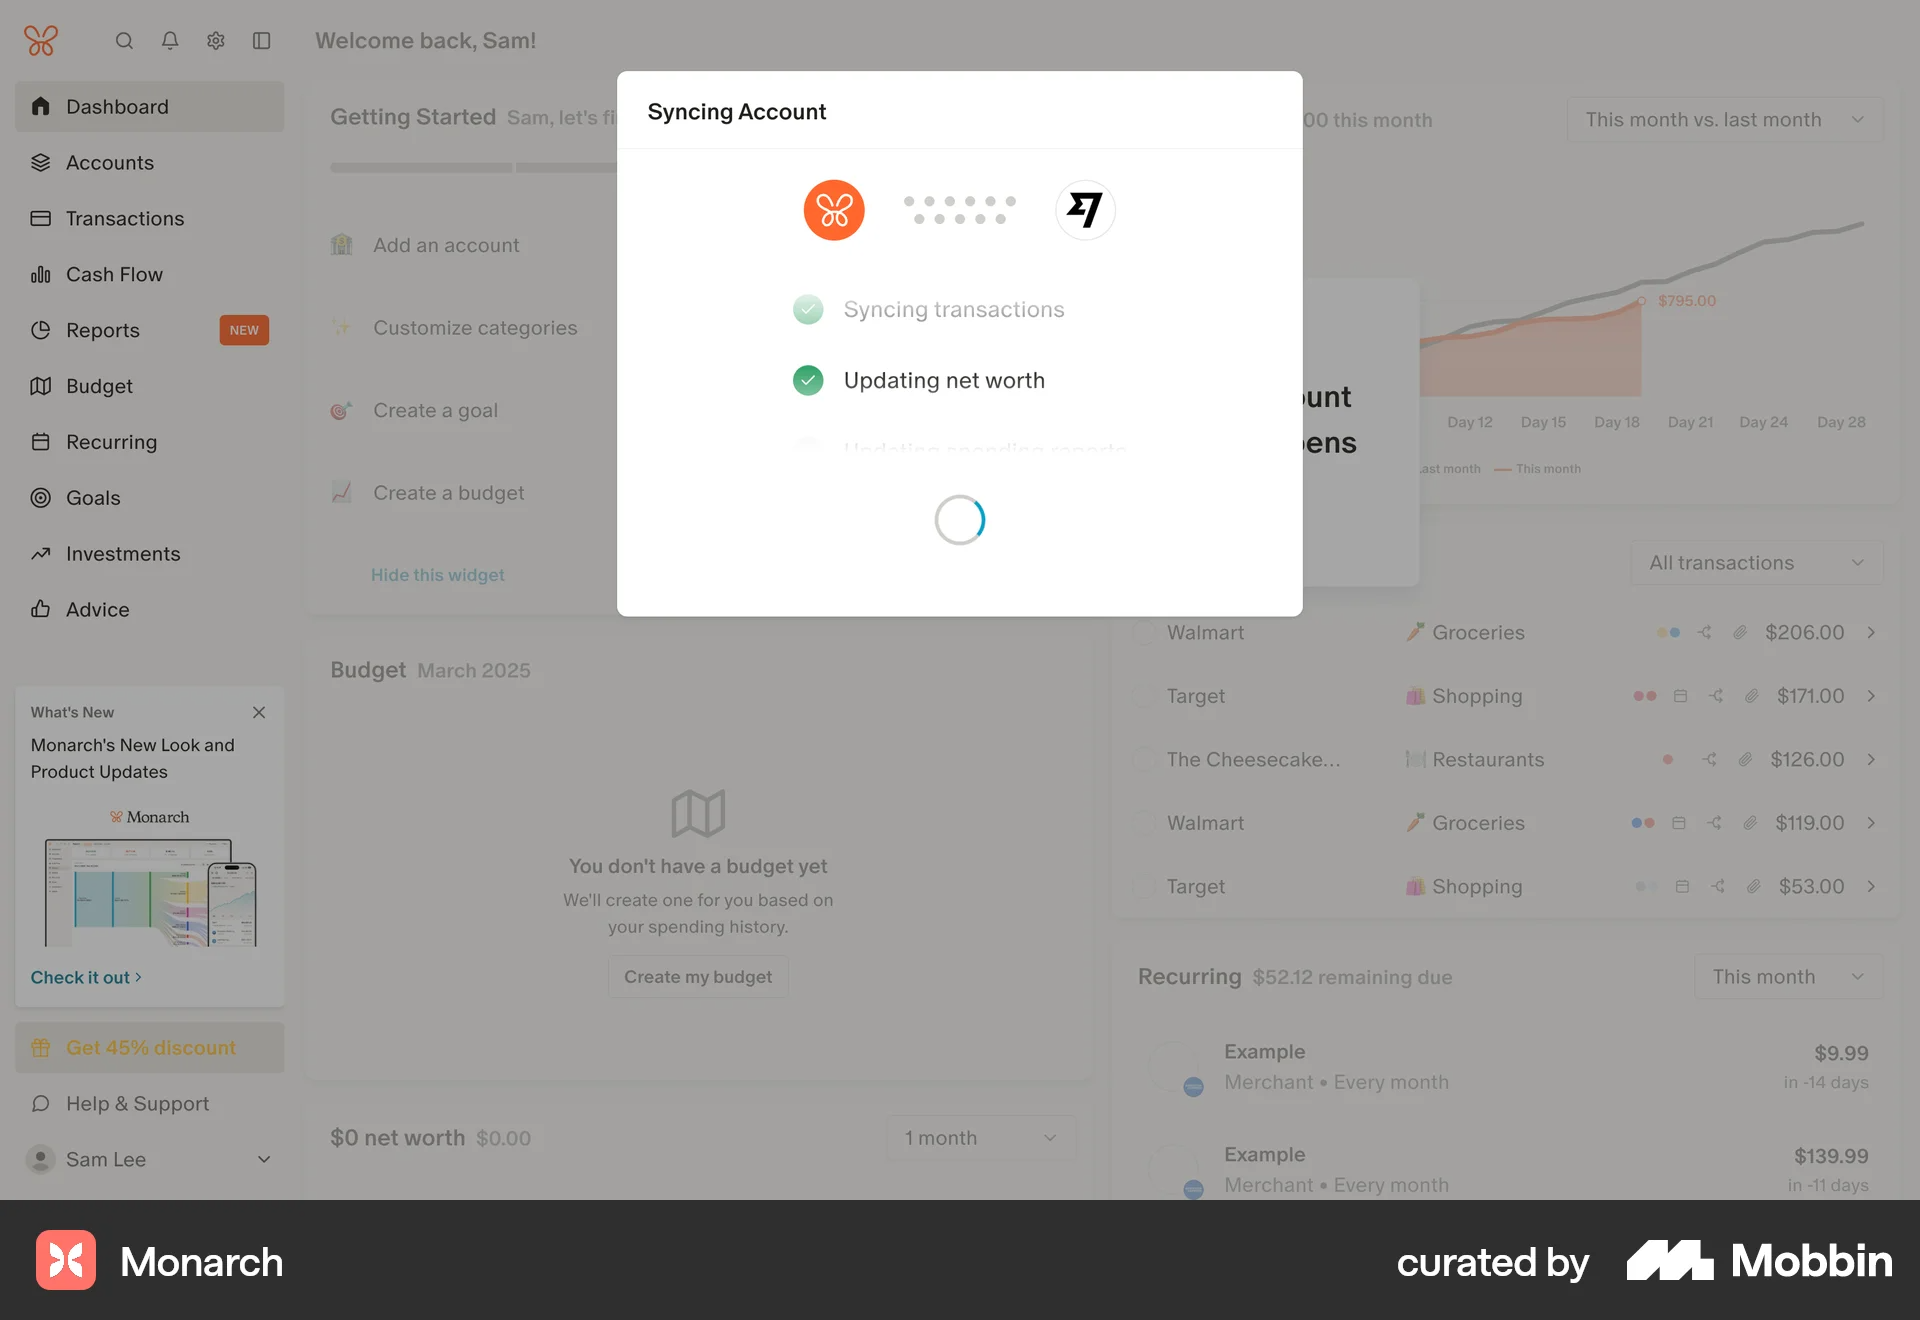 Welcome back, Sam!
Dashboard
Accounts
Transactions
Cash Flow
Reports
NEW
Budget
Recurring
Goals
Investments
Advice
What's New
Monarch's New Look and
Product Updates
Monarch
Check it out
Get 45% discount
Help & Support
Sam Lee
Getting Started Sam, let's
Add an account
Customize categories
Create a goal
Create a budget
Hide this widget
Syncing Account
Syncing transactions
Updating net worth
Updating spending reports
Budget March 2025
You don't have a budget yet
We'll create one for you based on
your spending history.
Create my budget
$0 net worth $0.00
1 month
00 this month
This month vs. last month
$795.00
Day 12 Day 15 Day 18 Day 21 Day 24 Day 28
ast month This month
unt
ens
All transactions
Walmart Groceries $206.00
Target Shopping $171.00
The Cheesecake... Restaurants $126.00
Walmart Groceries $119.00
Target Shopping $53.00
Recurring $52.12 remaining due
This month
Example $9.99
Merchant • Every month in -14 days
Example $139.99
Merchant • Every month in -11 days
Monarch
curated by Mobbin